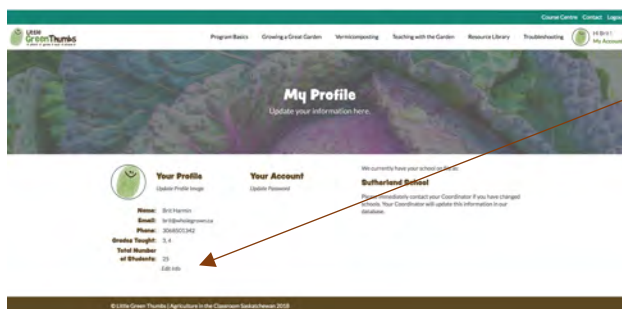 Course Centre Contact Logout
Little
GreenThumbs
Program Basics Growing a Great Garden Vermicomposting Teaching with the Garden Resource Library Troubleshooting
Hi Brit !
My Account
My Profile
Update your information here.
Your Profile
Update Profile Image
Your Account
Update Password
We currently have your school on file as:
Sutherland School
Please immediately contact your Coordinator if you have changed
schools. Your Coordinator will update this information in our
database.
Name: Brit Harmin
Email:
Phone: 3068501342
Grades Taught: 3, 4
Total Number
of Students: 25
Edit Info
© Little Green Thumbs | Agriculture in the Classroom Saskatchewan 2018